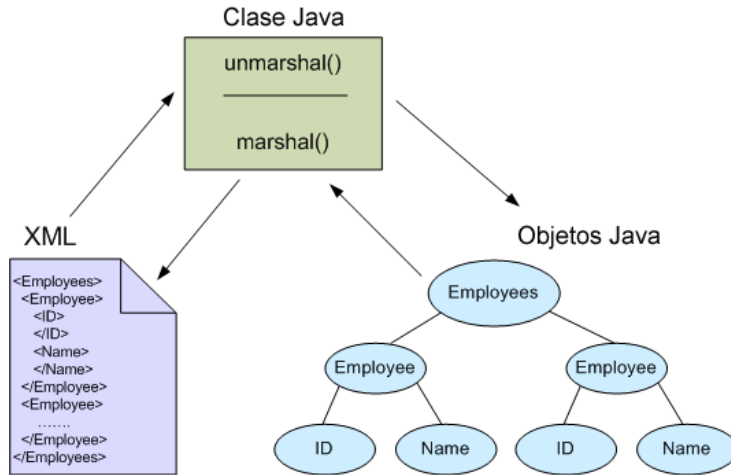 Clase Java
unmarshal()
marshal()
XML
<Employees>
<Employee>
<ID>
</ID>
<Name>
</Name>
</Employee>
<Employee>
.......
</Employee>
</Employees>
Objetos Java
Employees
Employee
Employee
ID
Name
ID
Name